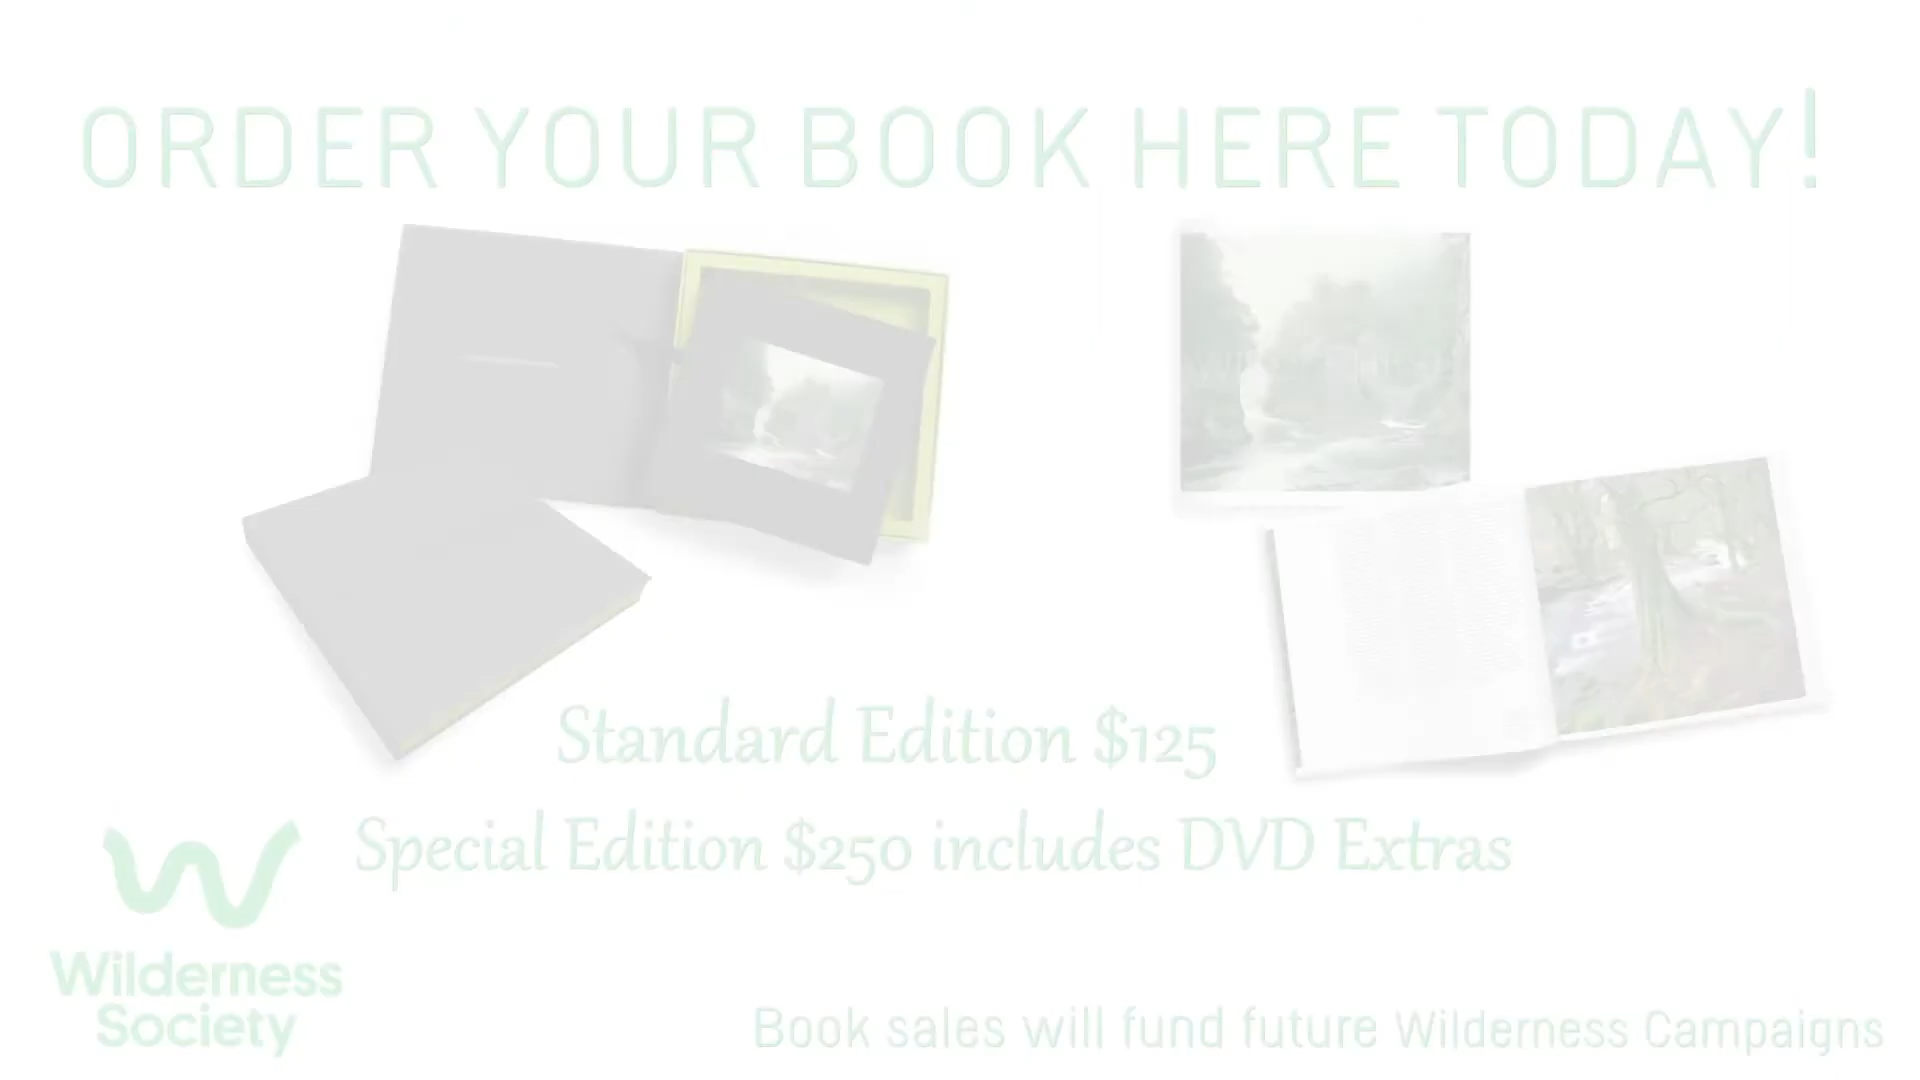 ORDER YOUR BOOK HERE TODAY!
Standard Edition $125
Special Edition $250 includes DVD Extras
Wilderness
Society
Book sales will fund future Wilderness Campaigns